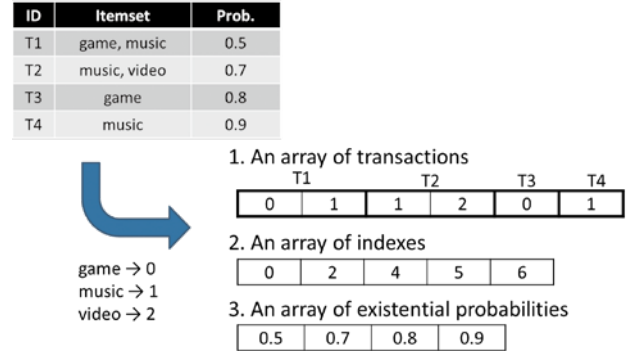 ID Itemset Prob.
T1 game, music 0.5
T2 music, video 0.7
T3 game 0.8
T4 music 0.9
1. An array of transactions
T1 T2 T3 T4
0 1 1 2 0 1
2. An array of indexes
0 2 4 5 6
game → 0
music → 1
video → 2
3. An array of existential probabilities
0.5 0.7 0.8 0.9